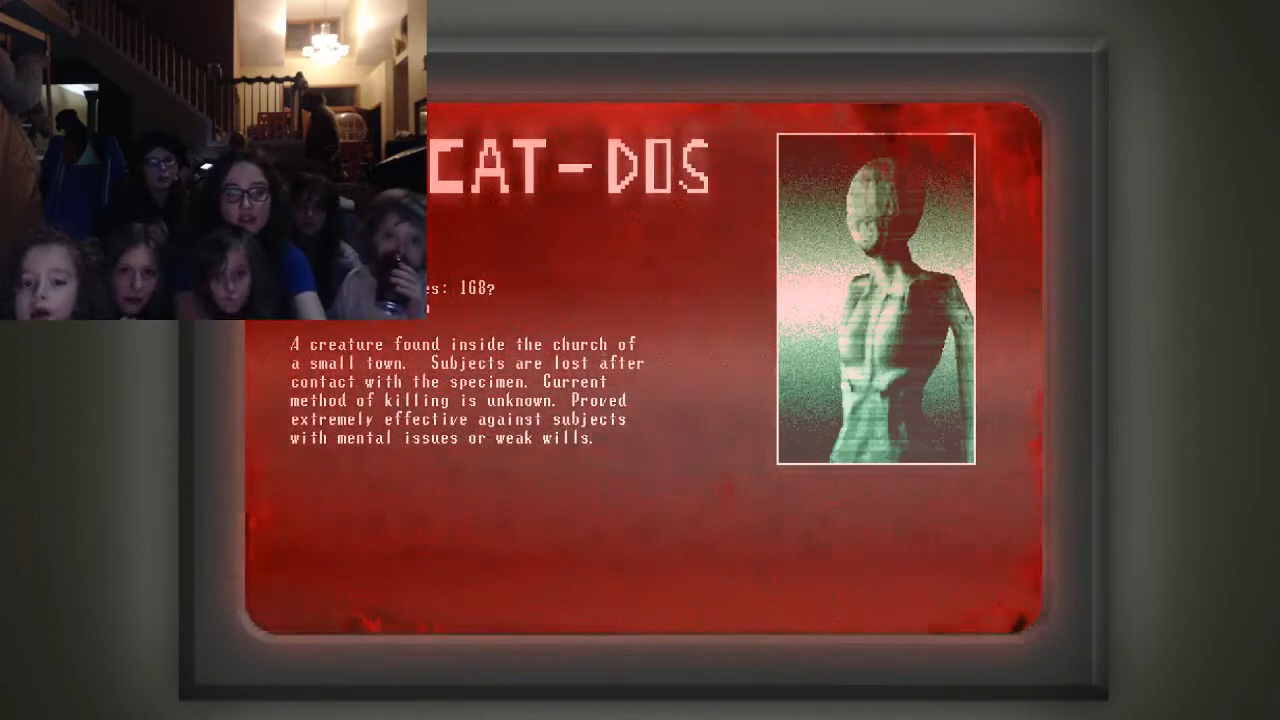 CAT-DOS
es: 168?
A creature found inside the church of
a small town. Subjects are lost after
contact with the specimen. Current
method of killing is unknown. Proved
extremely effective against subjects
with mental issues or weak wills.